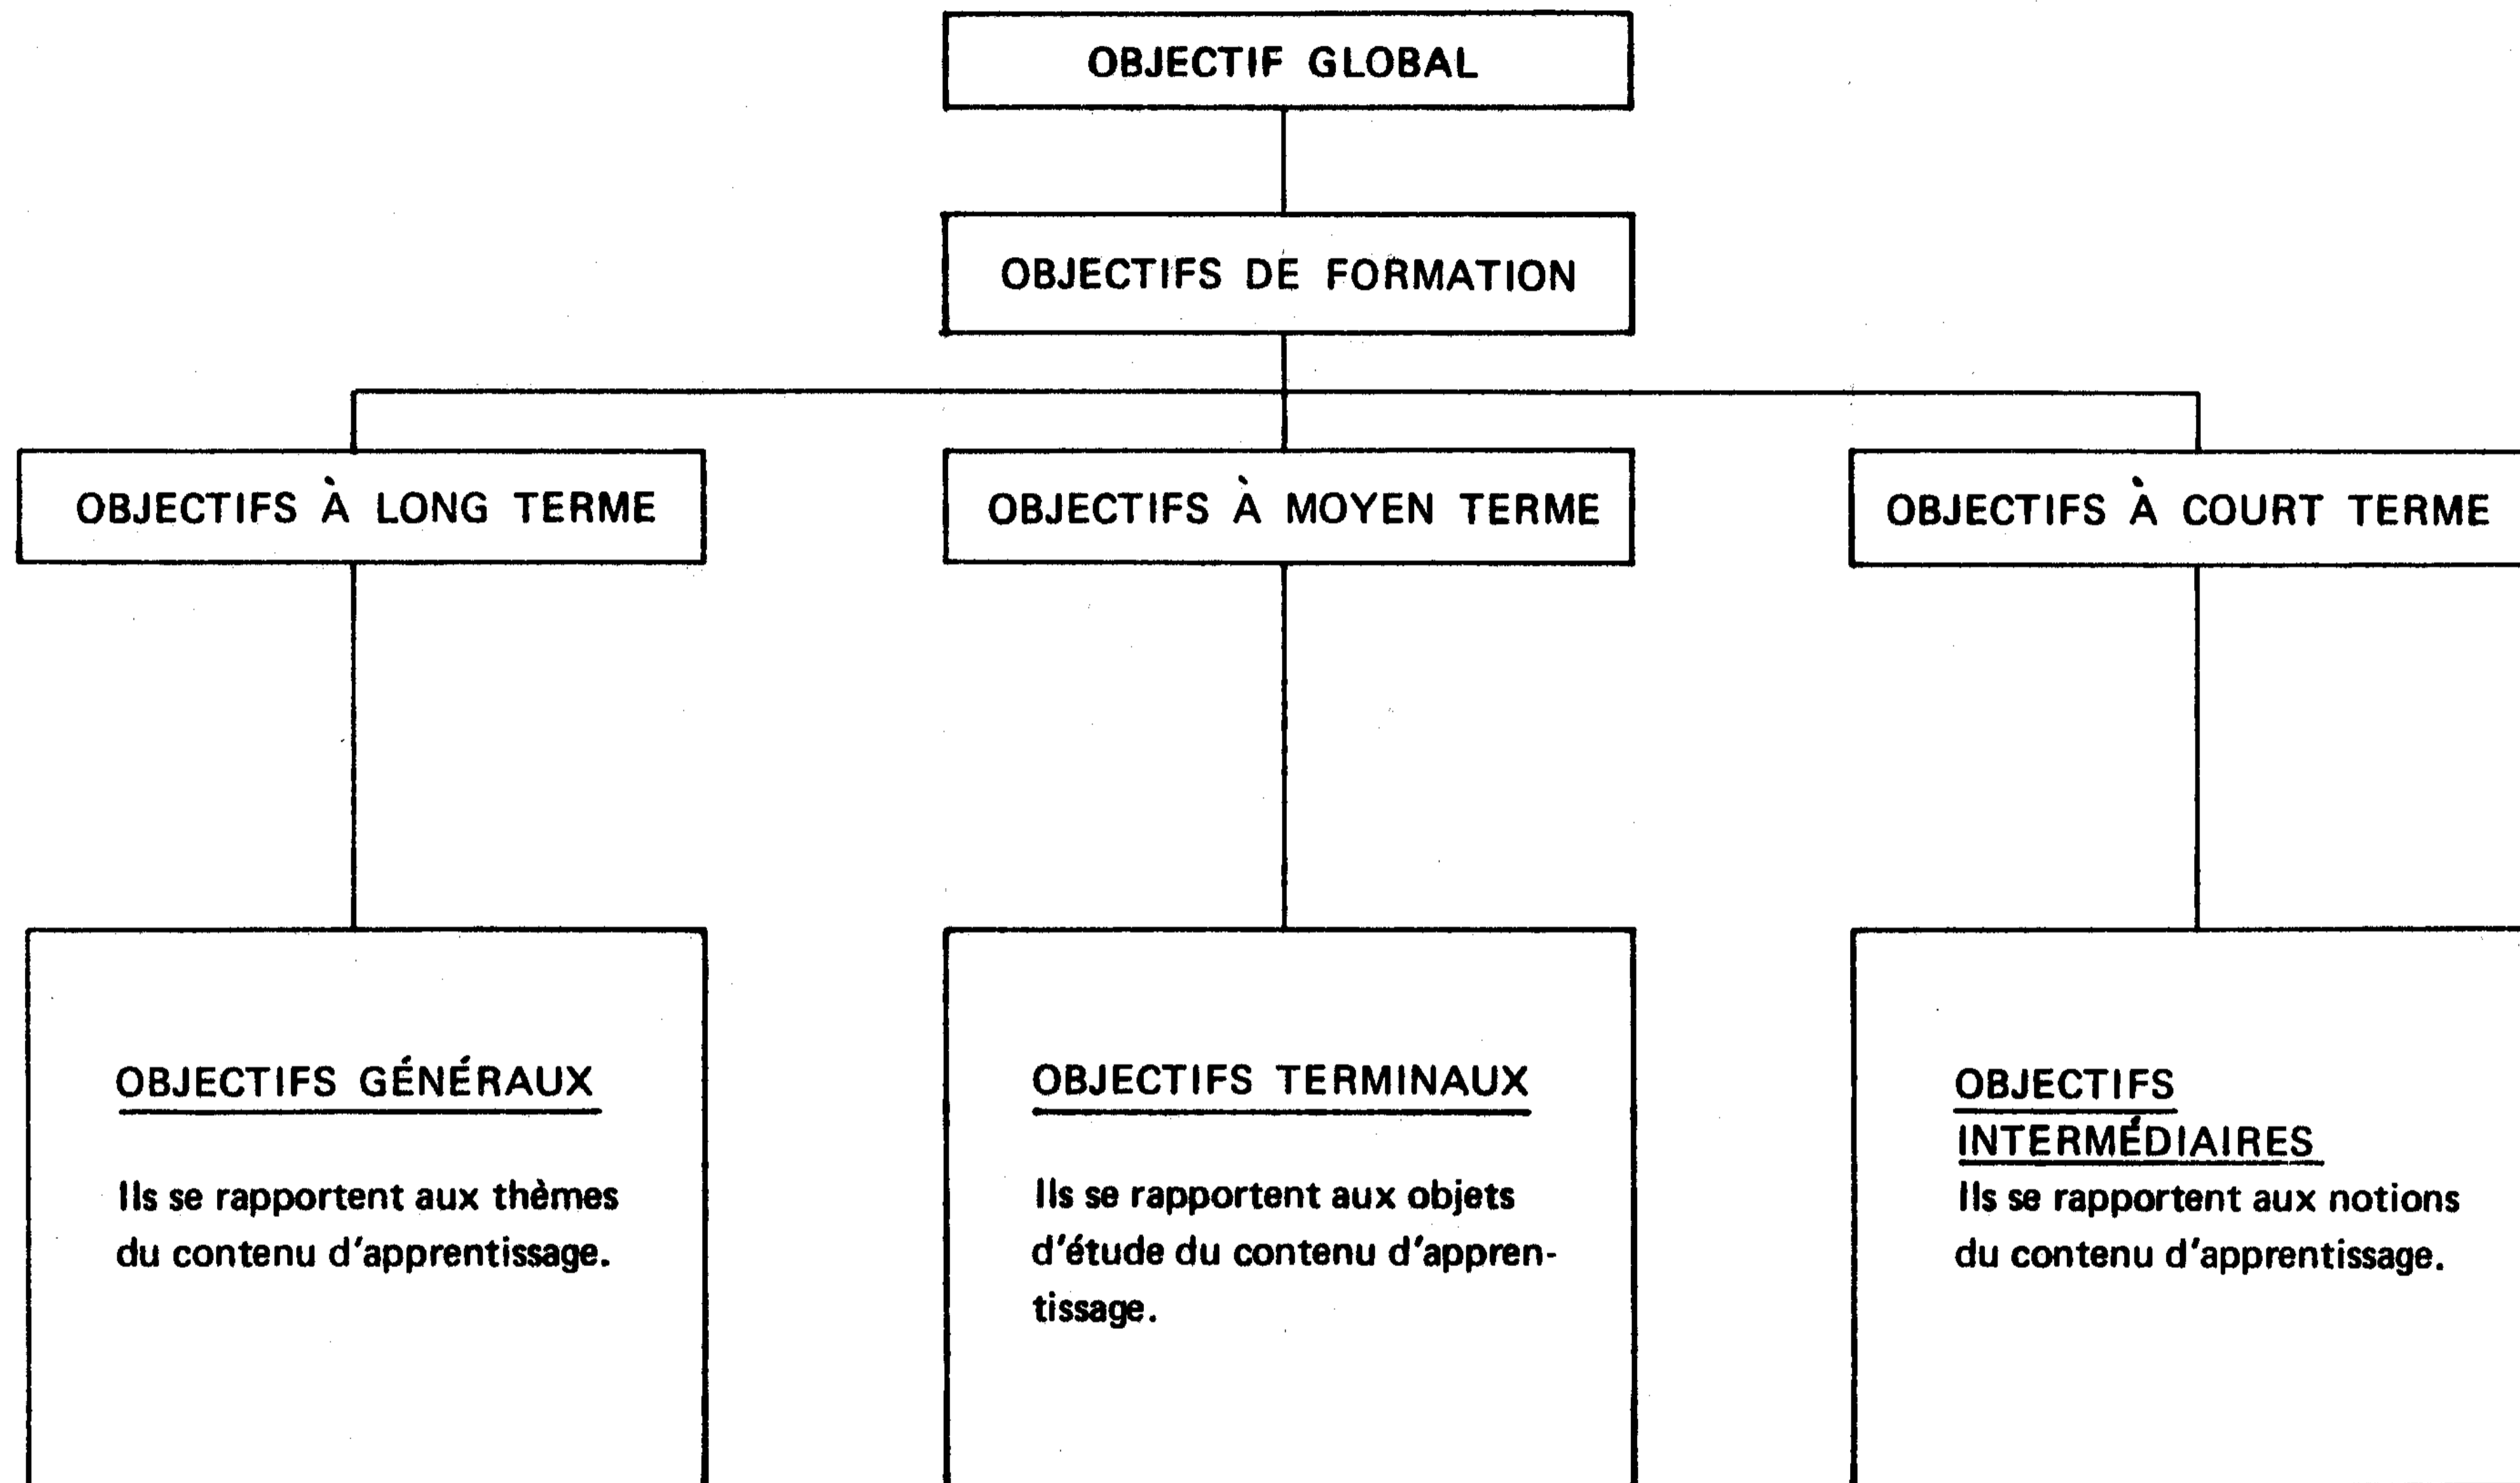 OBJECTIF GLOBAL
OBJECTIFS DE FORMATION
OBJECTIFS À LONG TERME
OBJECTIFS À MOYEN TERME
OBJECTIFS À COURT TERME
OBJECTIFS GÉNÉRAUX
Ils se rapportent aux thèmes
du contenu d'apprentissage.
OBJECTIFS TERMINAUX
Ils se rapportent aux objets
d'étude du contenu d'appren-
tissage.
OBJECTIFS
INTERMÉDIAIRES
Ils se rapportent aux notions
du contenu d'apprentissage.